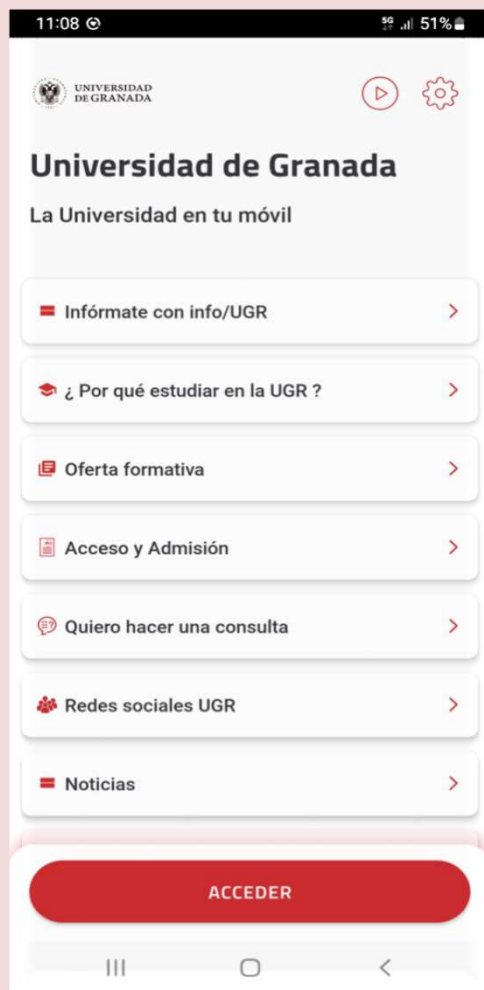 11:08 5G 51%
UNIVERSIDAD
DE GRANADA
Universidad de Granada
La Universidad en tu móvil
Infórmate con info/UGR
¿ Por qué estudiar en la UGR ?
Oferta formativa
Acceso y Admisión
Quiero hacer una consulta
Redes sociales UGR
Noticias
ACCEDER